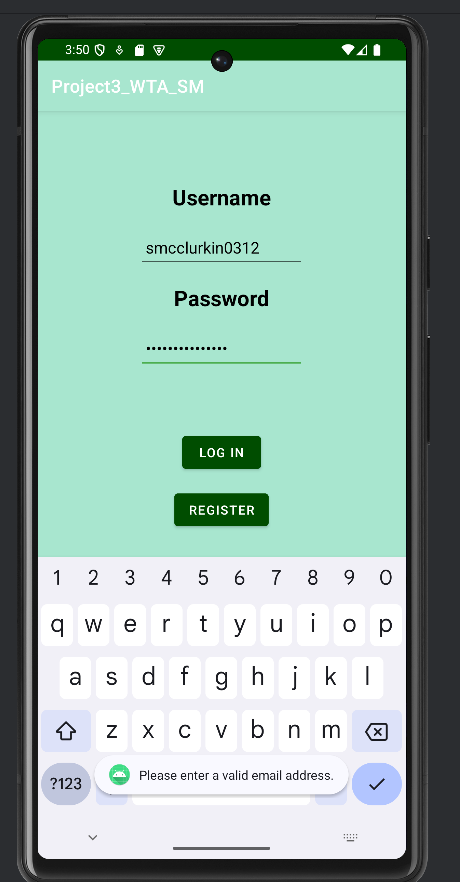 3:50
Project3_WTA_SM
Username
smcclurkin0312
Password
•••••••••••••••
LOG IN
REGISTER
1 2 3 4 5 6 7 8 9 0
q w e r t y u i o p
a s d f g h j k l
z x c v b n m
?123
Please enter a valid email address.